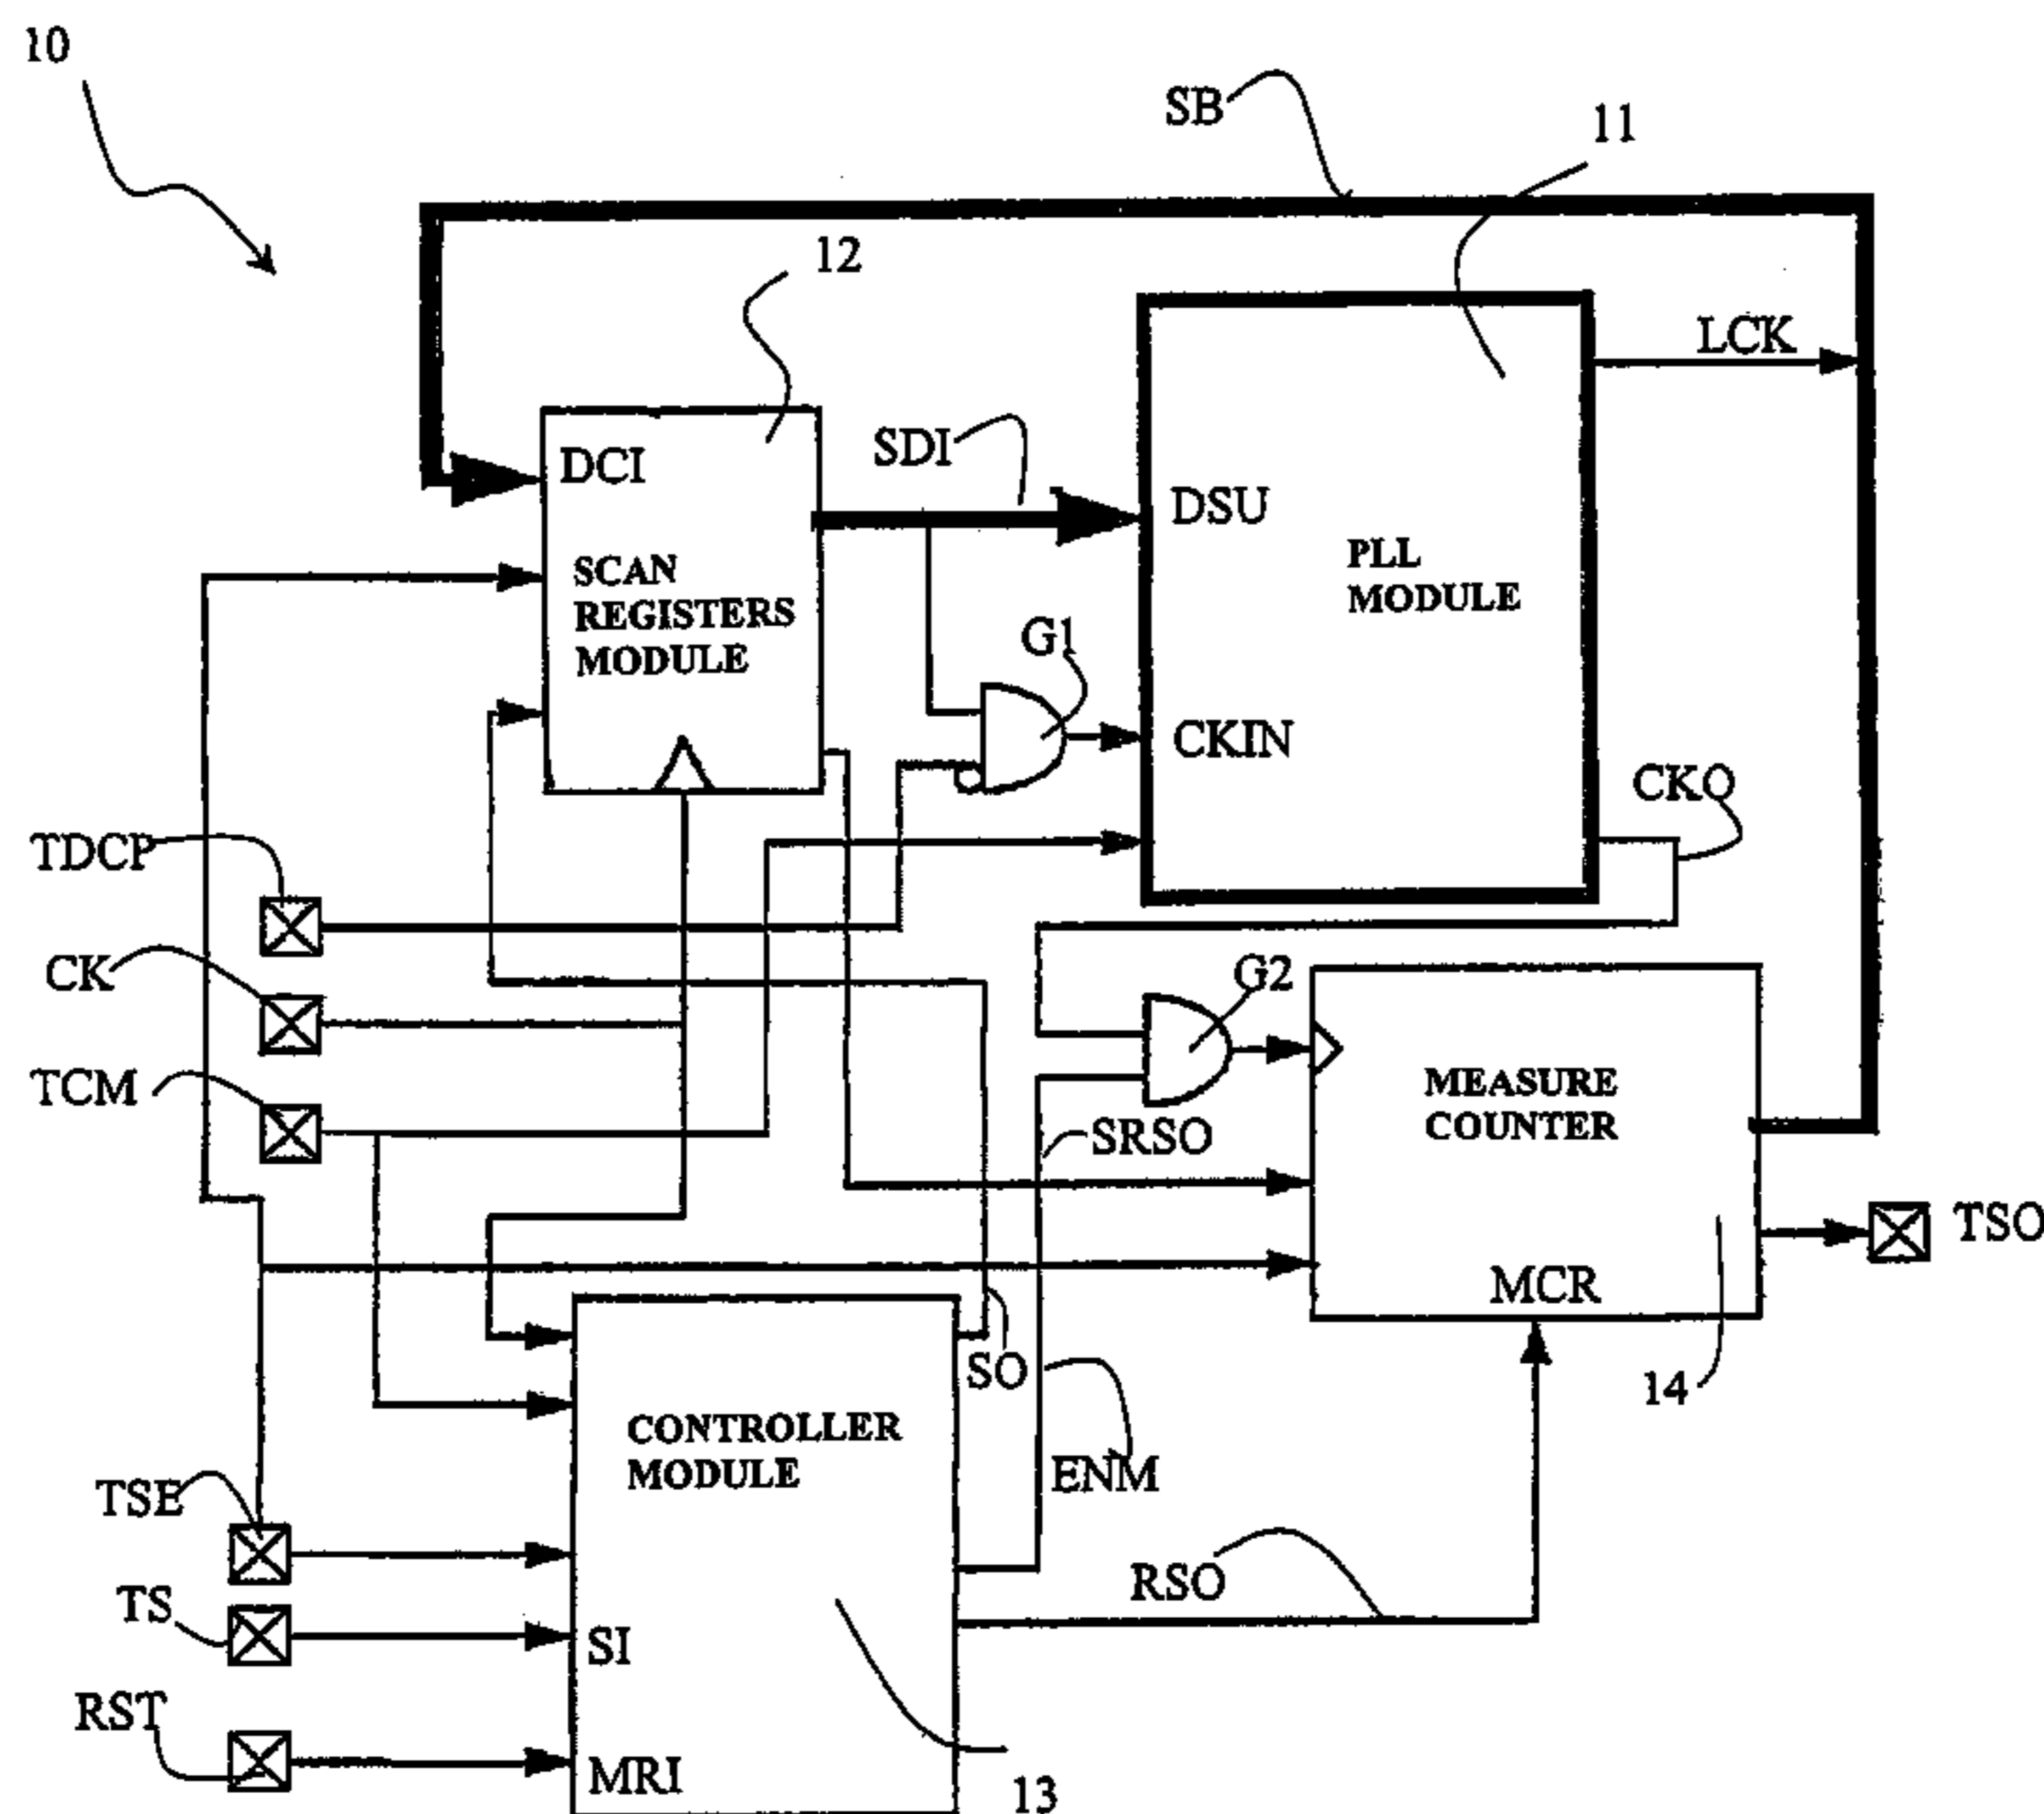 10
SB
11
12
LCK
DCI
SDI
DSU
SCAN
REGISTERS
MODULE
PLL
MODULE
G1
CKIN
CKO
TDCP
CK
G2
TCM
MEASURE
COUNTER
SRSO
TSO
MCR
SO
14
CONTROLLER
MODULE
ENM
TSE
RSO
TS
SI
RST
MRI
13